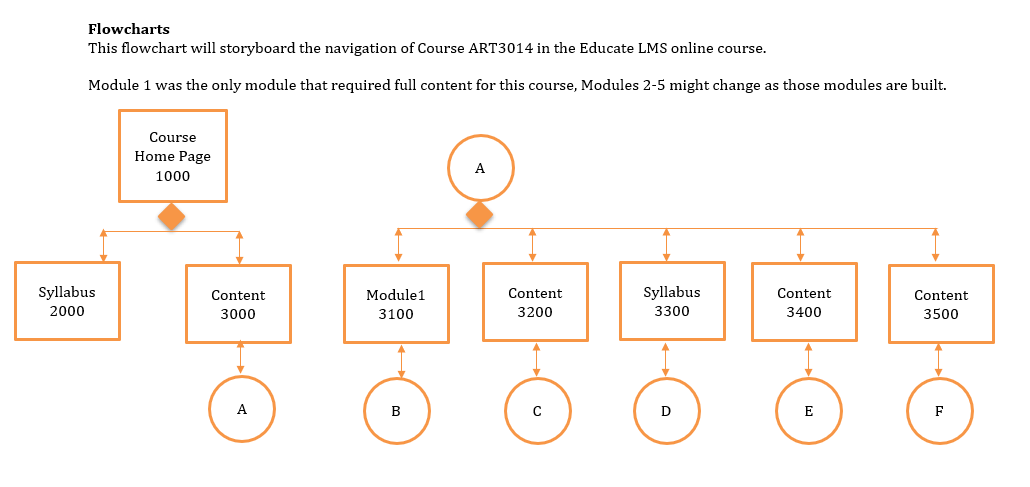 Flowcharts
This flowchart will storyboard the navigation of Course ART3014 in the Educate LMS online course.
Module 1 was the only module that required full content for this course, Modules 2-5 might change as those modules are built.
Course
Home Page
1000
A
Syllabus
2000
Content
3000
Module1
3100
Content
3200
Syllabus
3300
Content
3400
Content
3500
A
B
C
D
E
F